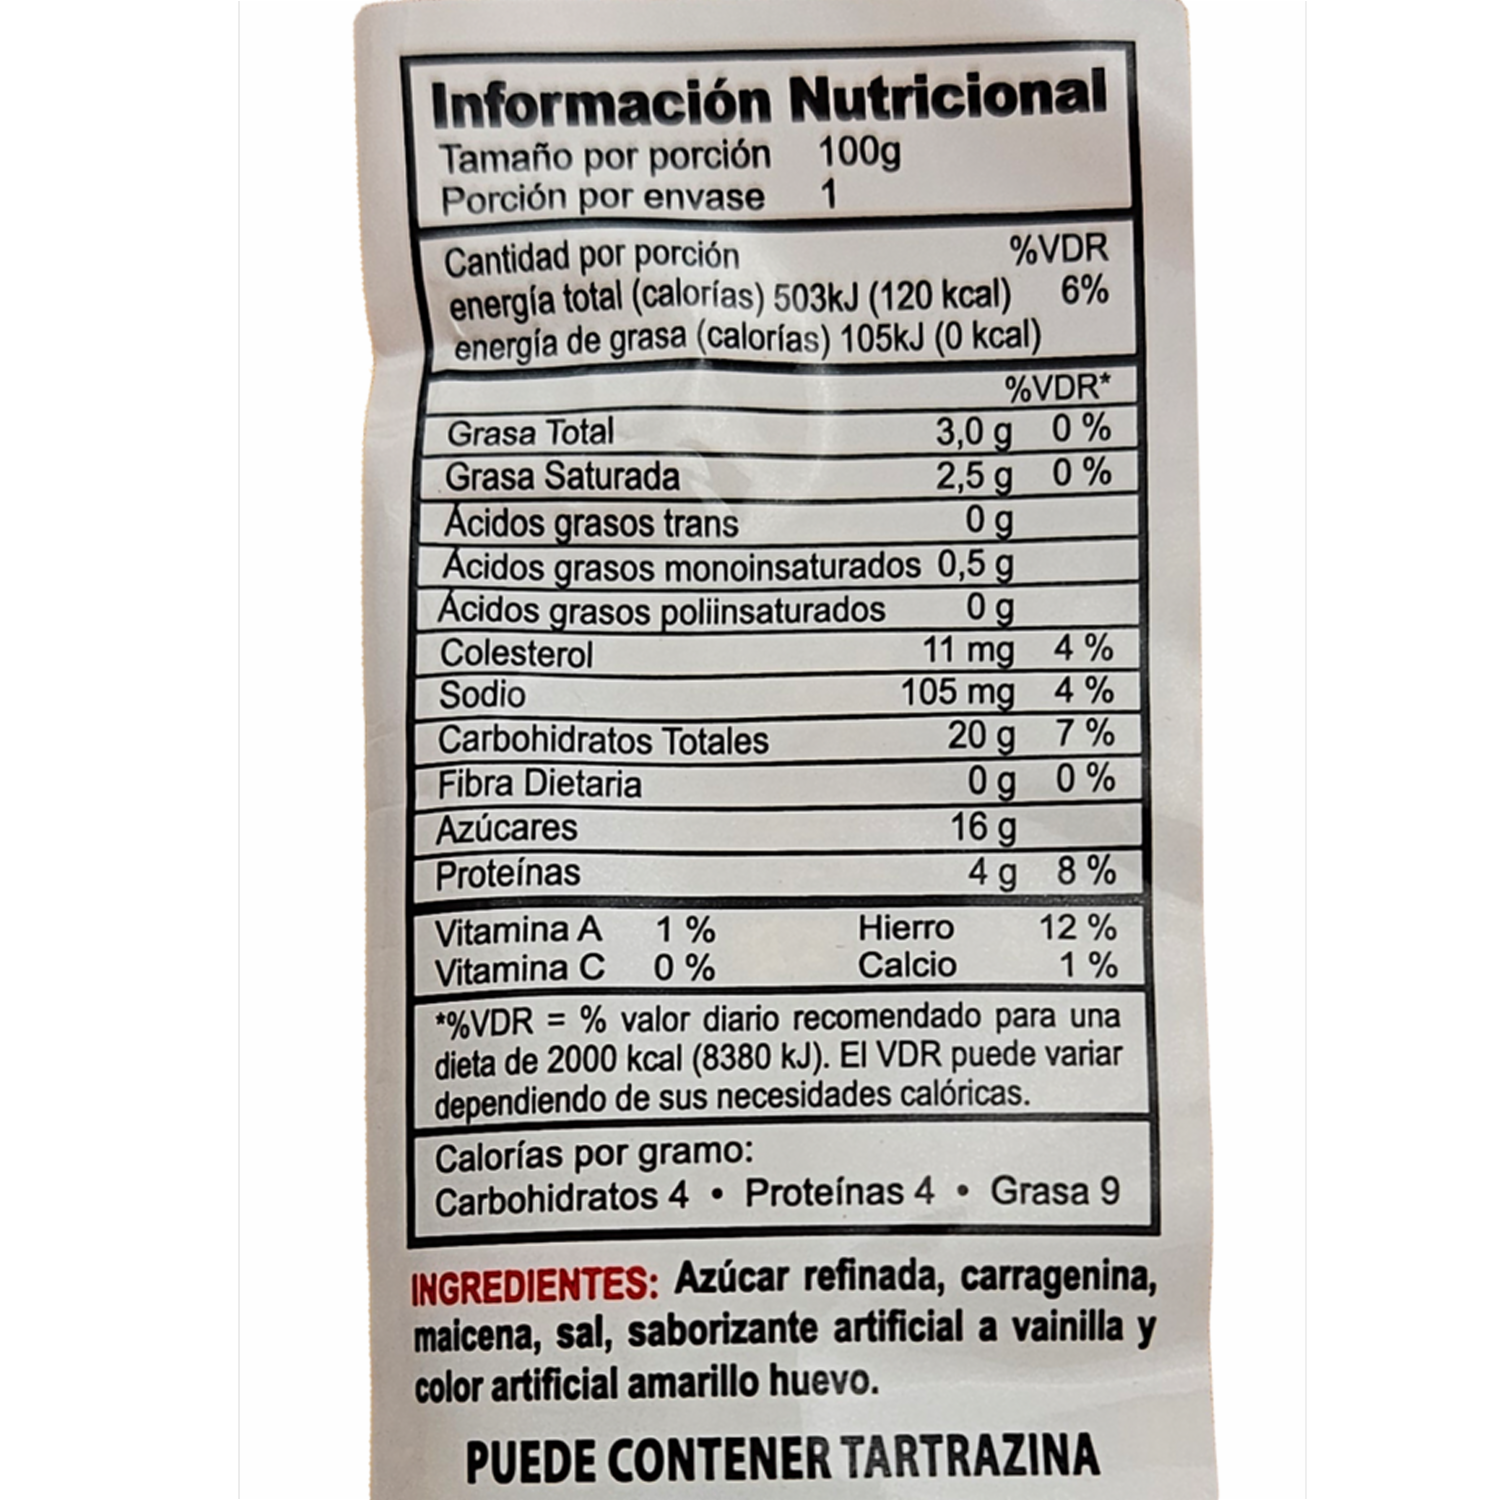 Información Nutricional
Tamaño por porción 100g
Porción por envase 1
Cantidad por porción %VDR
energía total (calorías) 503kJ (120 kcal) 6%
energía de grasa (calorías) 105kJ (0 kcal)
%VDR*
Grasa Total 3,0 g 0 %
Grasa Saturada 2,5 g 0 %
Ácidos grasos trans 0 g
Ácidos grasos monoinsaturados 0,5 g
Ácidos grasos poliinsaturados 0 g
Colesterol 11 mg 4 %
Sodio 105 mg 4 %
Carbohidratos Totales 20 g 7 %
Fibra Dietaria 0 g 0 %
Azúcares 16 g
Proteínas 4 g 8 %
Vitamina A 1 % Hierro 12 %
Vitamina C 0 % Calcio 1 %
*%VDR = % valor diario recomendado para una
dieta de 2000 kcal (8380 kJ). El VDR puede variar
dependiendo de sus necesidades calóricas.
Calorías por gramo:
Carbohidratos 4 • Proteínas 4 • Grasa 9
INGREDIENTES: Azúcar refinada, carragenina,
maicena, sal, saborizante artificial a vainilla y
color artificial amarillo huevo.
PUEDE CONTENER TARTRAZINA